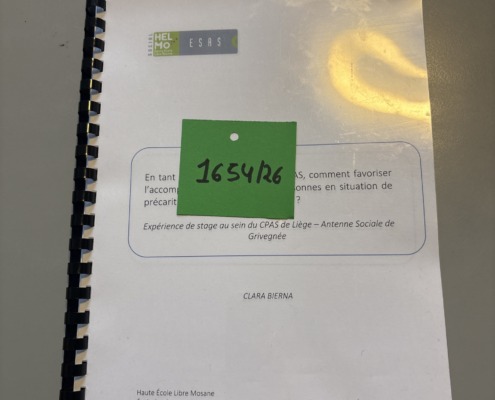 SOCIAL
HEL
MO
ESAS
1654/26
En tant AS, comment favoriser
l'accomp onnes en situation de
précarit ?
Expérience de stage au sein du CPAS de Liège – Antenne Sociale de
Grivegnée
CLARA BIERNA
Haute École Libre Mosane